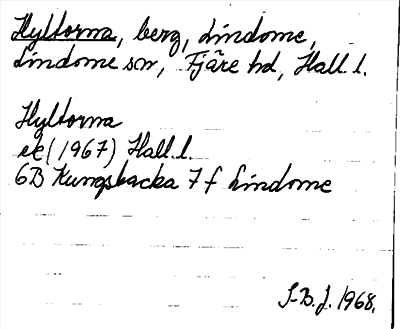 Hyltorna, berg, Lindome,
Lindome sn, Fjäre hd, Hall. l.
Hyltorna
ek (1967) Hall. l.
6B Kungsbacka 7 f Lindome
S-B. J. 1968.